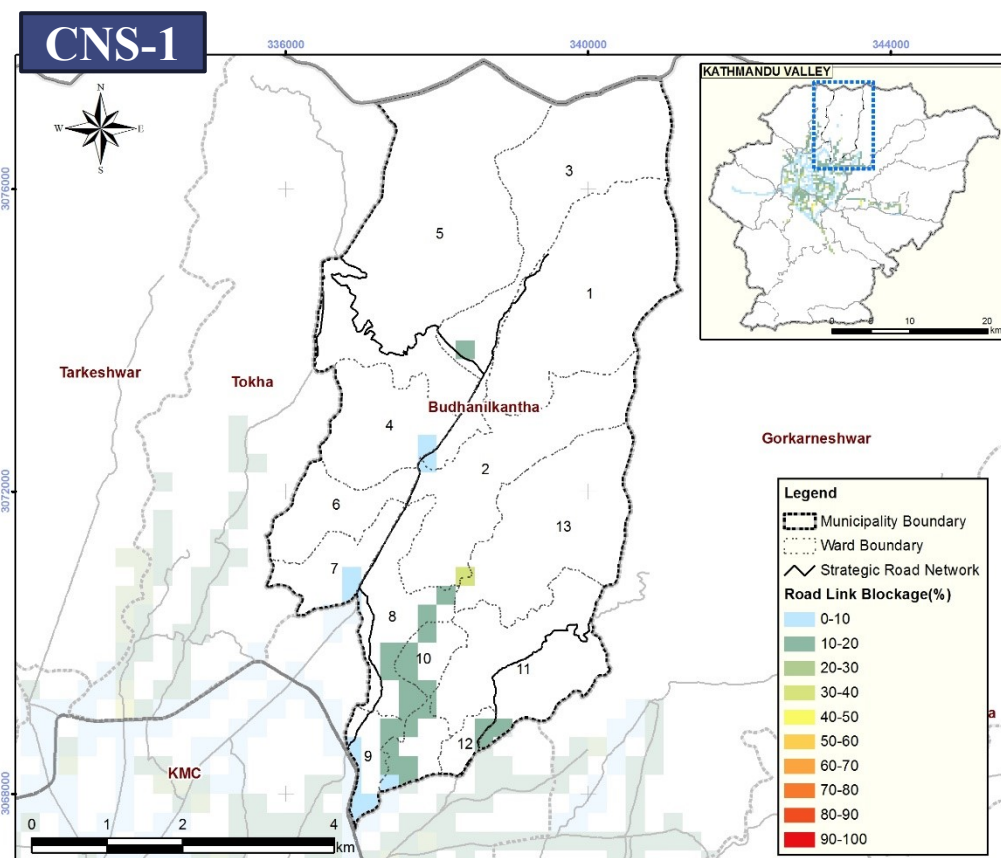 CNS-1
336000
340000
344000
KATHMANDU VALLEY
0 5 10 20
km
N
W E
S
3076000
3072000
3068000
3
5
1
Tarkeshwar
Tokha
Budhanilkantha
Gorkarneshwar
4
2
6
13
7
8
10
11
12
9
KMC
a
Legend
Municipality Boundary
Ward Boundary
Strategic Road Network
Road Link Blockage(%)
0-10
10-20
20-30
30-40
40-50
50-60
60-70
70-80
80-90
90-100
0 1 2 4
km